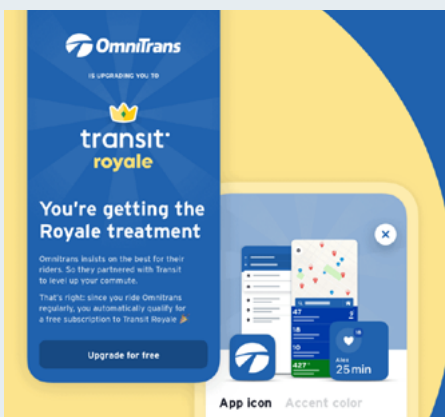 OmniTrans
IS UPGRADING YOU TO
transit
royale
You're getting the
Royale treatment
Omnitrans insists on the best for their
riders. So they partnered with Transit
to level up your commute.
That's right: since you ride Omnitrans
regularly, you automatically qualify for
a free subscription to Transit Royale 🎉
Upgrade for free
47
18
10
427
Alex
25 min
App icon Accent color